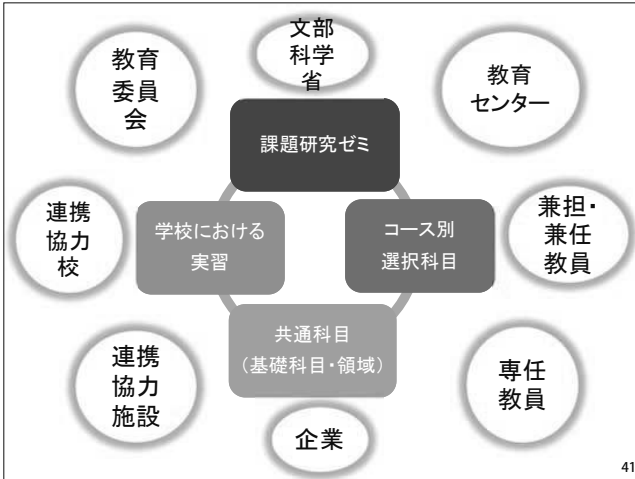 文部
科学
省
教育
委員
会
教育
センター
課題研究ゼミ
連携
協力
校
学校における
実習
コース別
選択科目
兼担・
兼任
教員
共通科目
（基礎科目・領域）
連携
協力
施設
専任
教員
企業
41